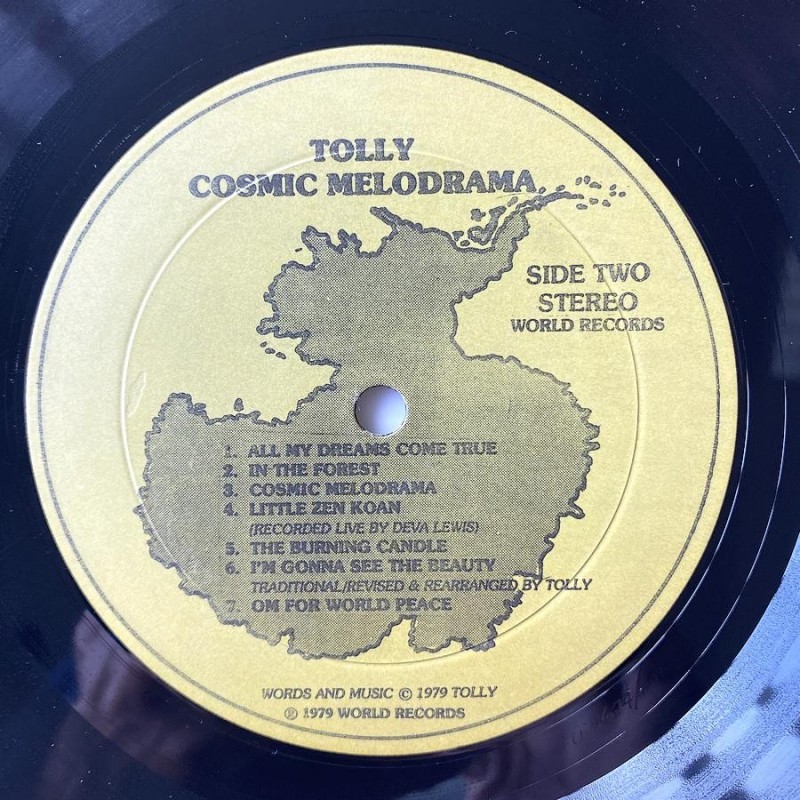 TOLLY
COSMIC MELODRAMA
SIDE TWO
STEREO
WORLD RECORDS
1. ALL MY DREAMS COME TRUE
2. IN THE FOREST
3. COSMIC MELODRAMA
4. LITTLE ZEN KOAN
(RECORDED LIVE BY DEVA LEWIS)
5. THE BURNING CANDLE
6. I'M GONNA SEE THE BEAUTY
TRADITIONAL/REVISED & REARRANGED BY TOLLY
7. OM FOR WORLD PEACE
WORDS AND MUSIC © 1979 TOLLY
℗ 1979 WORLD RECORDS